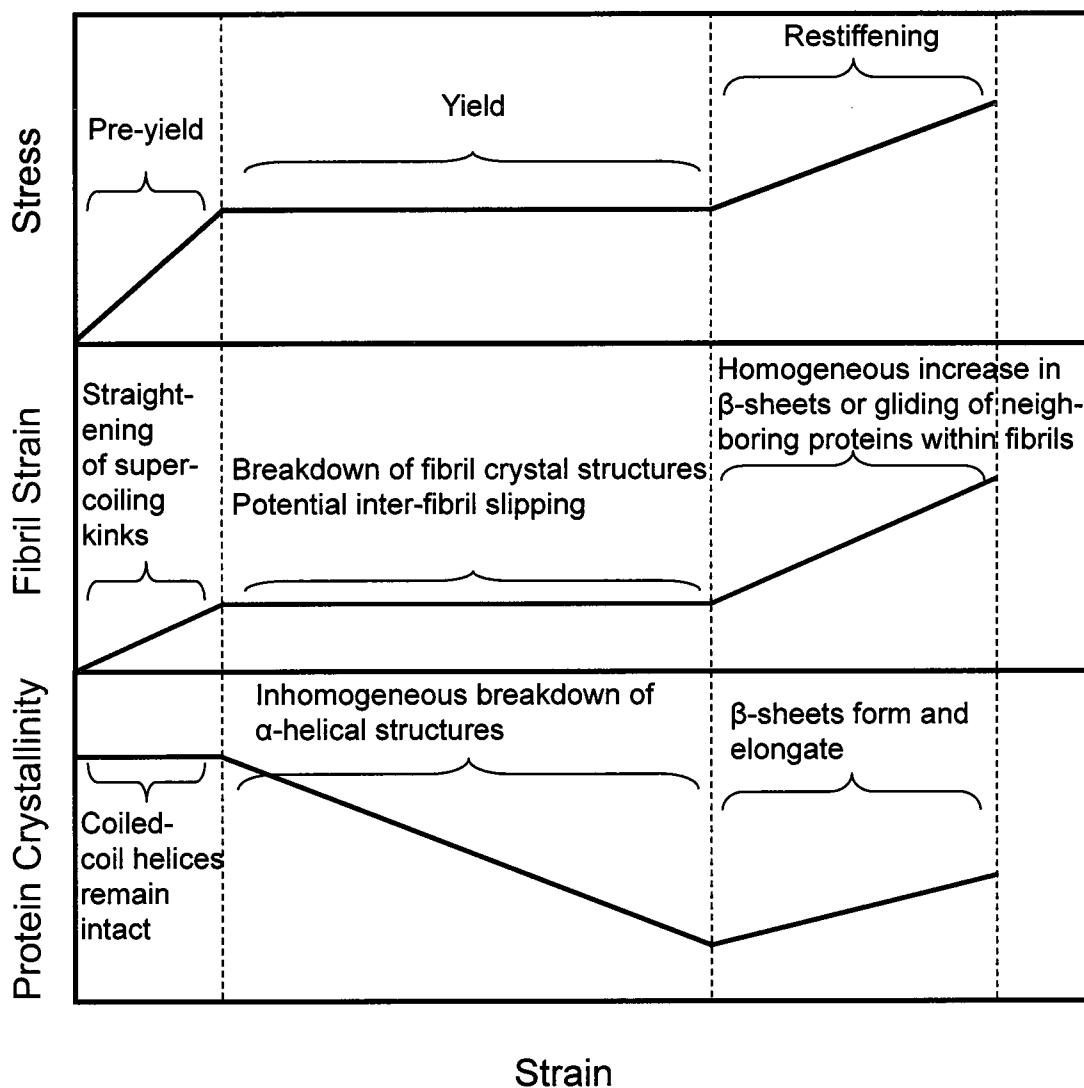 Stress
Pre-yield
Yield
Restiffening
Fibril Strain
Straight-
ening
of super-
coiling
kinks
Breakdown of fibril crystal structures
Potential inter-fibril slipping
Homogeneous increase in
β-sheets or gliding of neigh-
boring proteins within fibrils
Protein Crystallinity
Coiled-
coil helices
remain
intact
Inhomogeneous breakdown of
α-helical structures
β-sheets form and
elongate
Strain